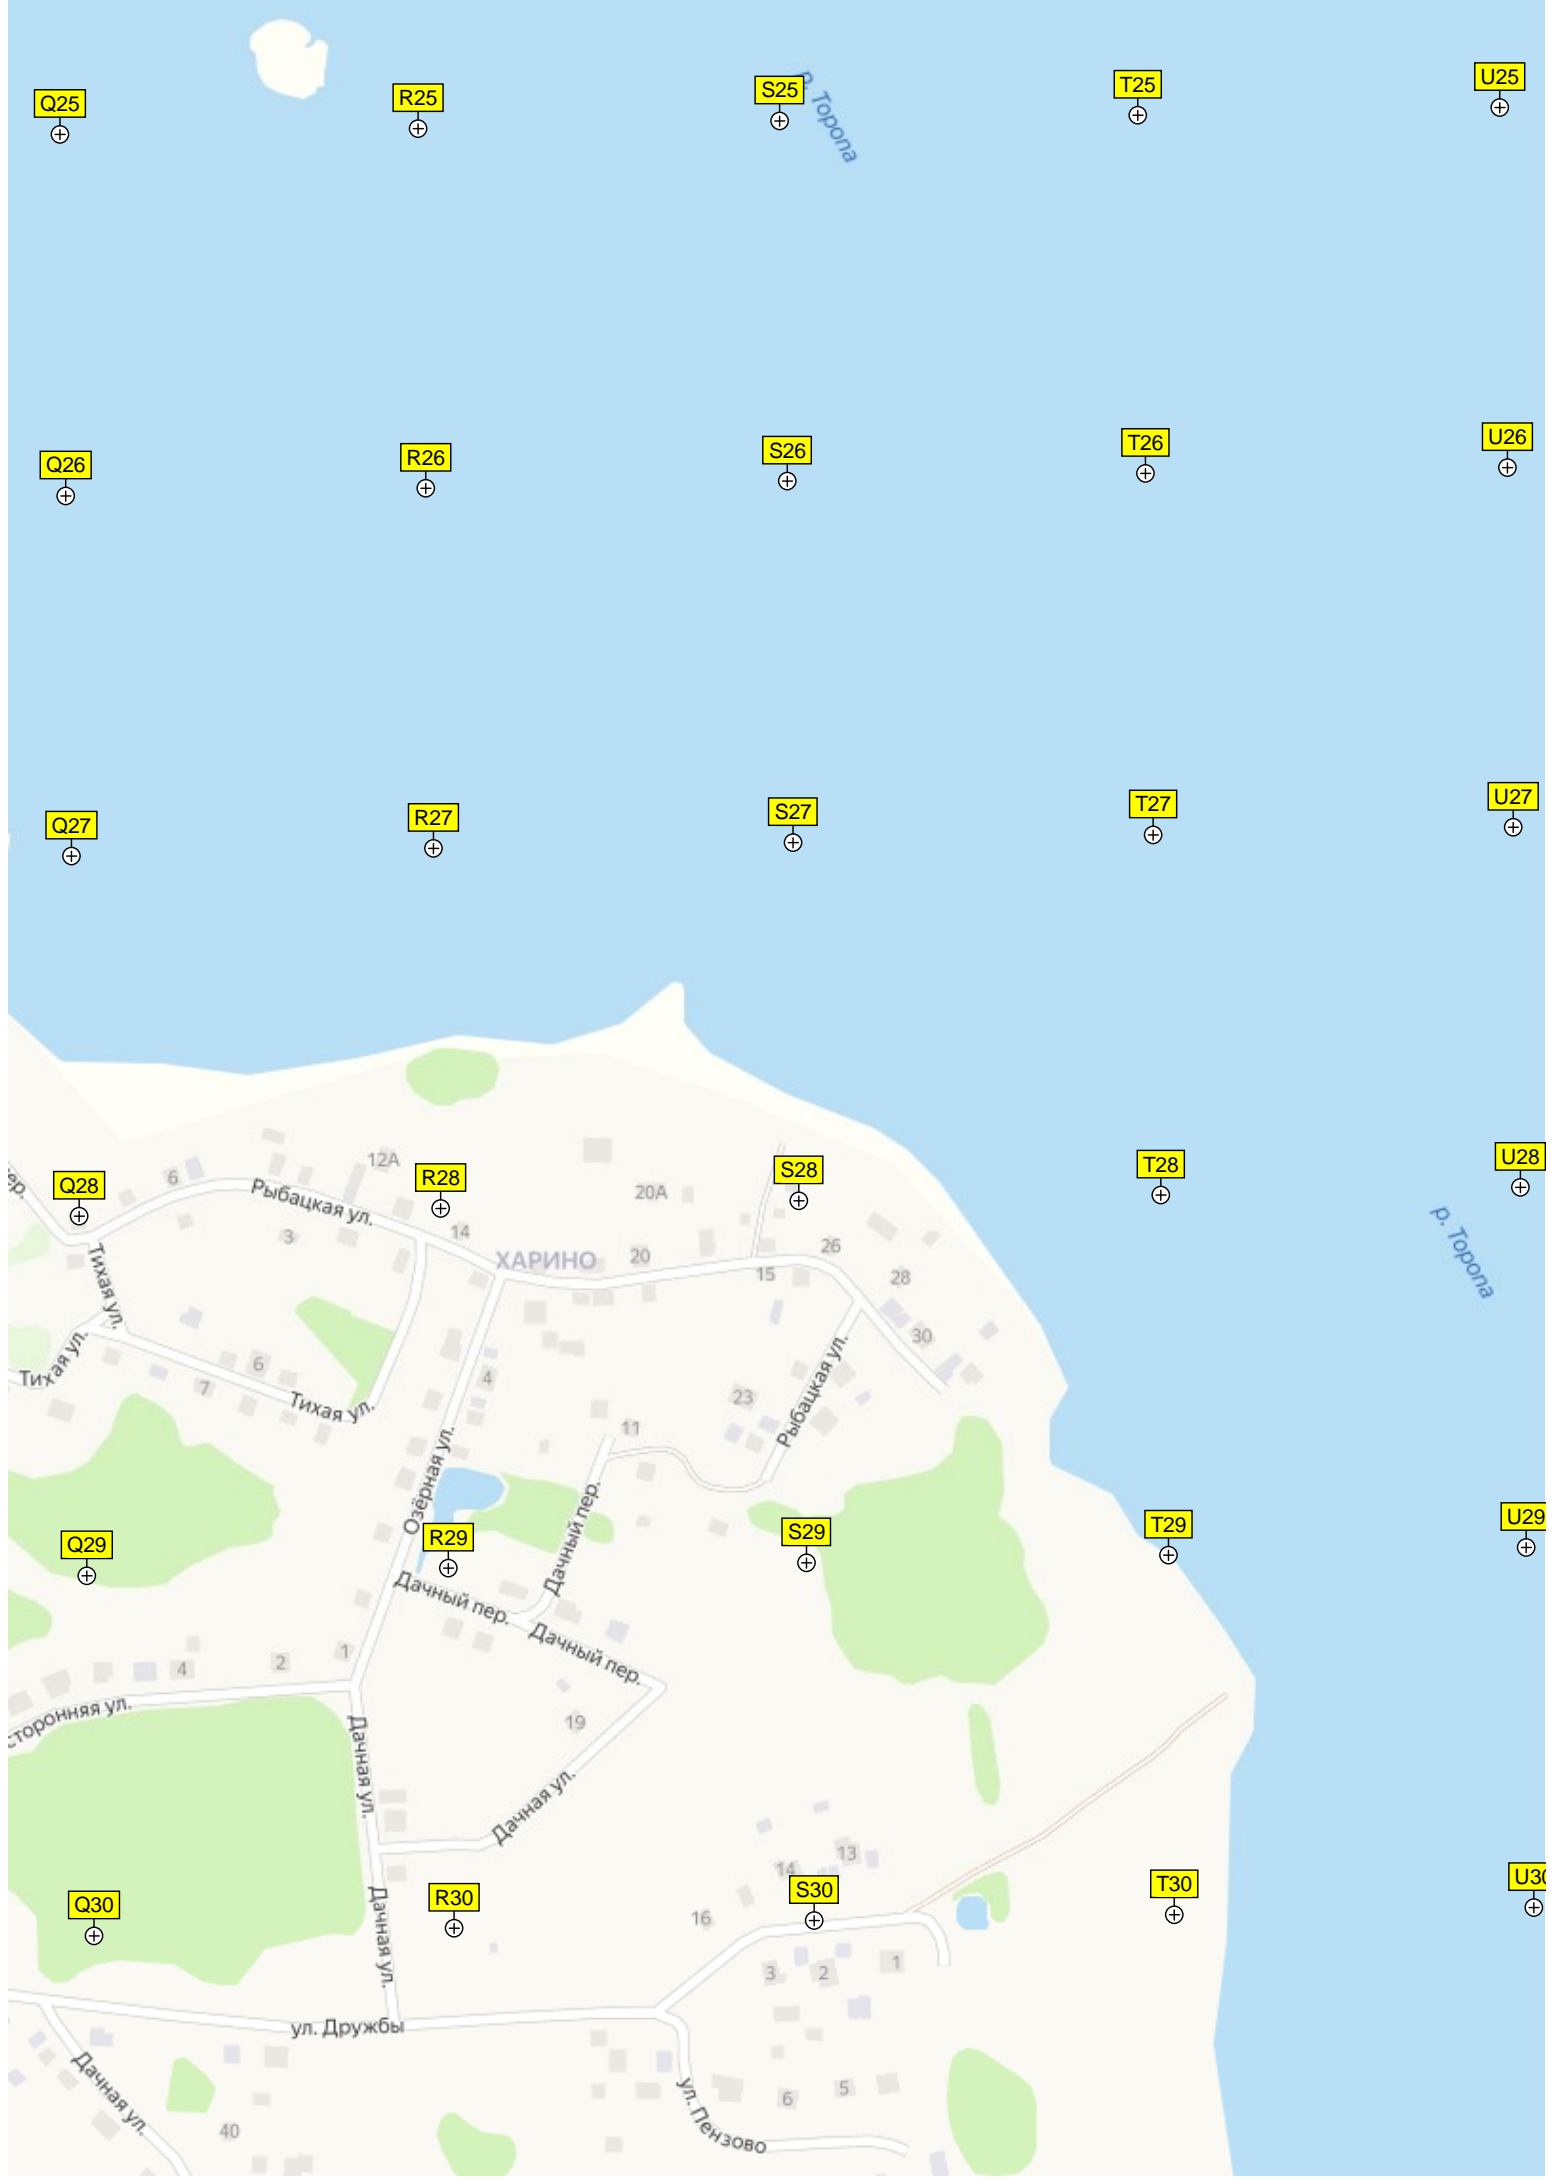 Q25
R25
S25
T25
U25
р. Торопа
Q26
R26
S26
T26
U26
Q27
R27
S27
T27
U27
12А
6
Q28
R28
20А
S28
T28
U28
ер.
Рыбацкая ул.
3
14
ХАРИНО
20
26
15
28
р. Торопа
Тихая ул.
30
Тихая ул.
6
7
4
Тихая ул.
23
Рыбацкая ул.
11
Озёрная ул.
Дачный пер.
Q29
R29
S29
T29
U29
Дачный пер.
Дачный пер.
1
2
4
сторонняя ул.
19
Дачная ул.
Дачная ул.
13
14
Q30
R30
S30
T30
U30
16
Дачная ул.
3
2
1
ул. Дружбы
Дачная ул.
5
6
40
ул. Пензово